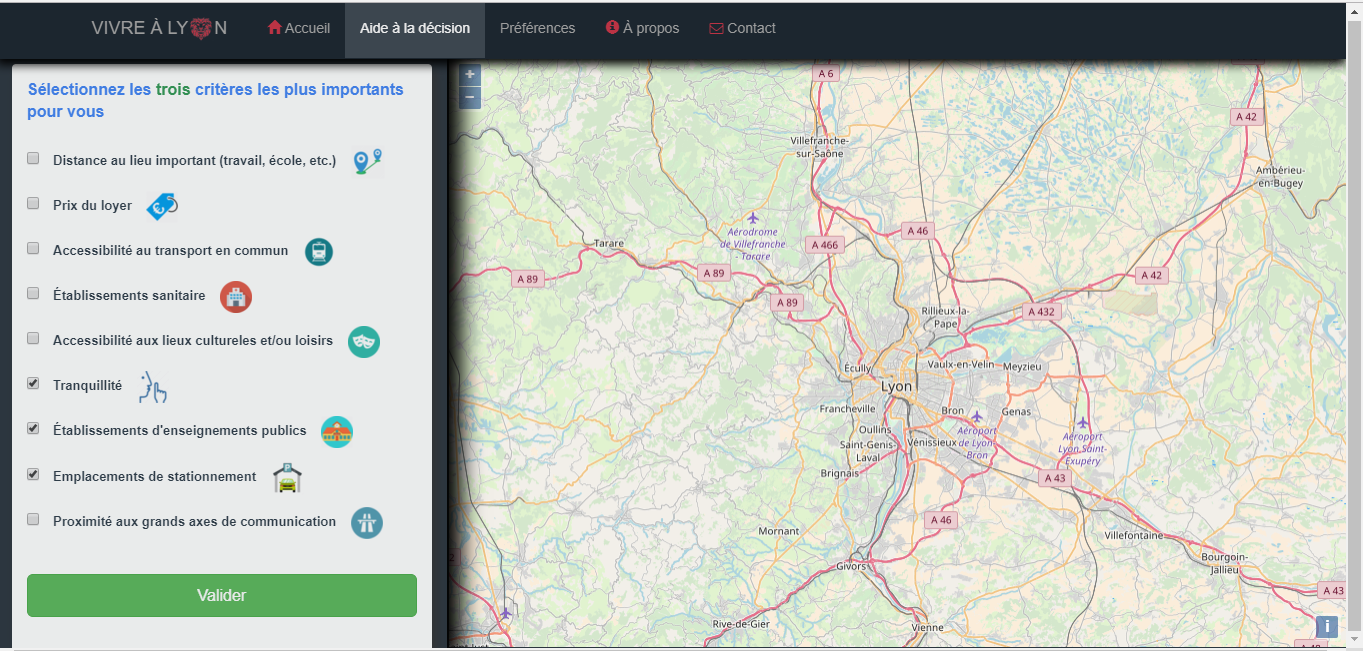 VIVRE À LYON
Accueil
Aide à la décision
Préférences
À propos
Contact
Sélectionnez les trois critères les plus importants
pour vous
Distance au lieu important (travail, école, etc.)
Prix du loyer
Accessibilité au transport en commun
Établissements sanitaire
Accessibilité aux lieux cultureles et/ou loisirs
Tranquillité
Établissements d'enseignements publics
Emplacements de stationnement
Proximité aux grands axes de communication
Valider
+
−
A 6
A 42
Villefranche-
sur-Saône
Ambérieu-
en-Bugey
Aérodrome
de Villefranche
- Tarare
A 46
Tarare
A 466
A 89
A 89
A 42
A 89
Rillieux-la-
Pape
A 432
Écully
Vaulx-en-Velin
Meyzieu
Lyon
Francheville
Bron
Genas
Oullins
Aéroport
de Lyon
Bron
Aéroport
Lyon Saint-
Exupéry
Saint-Genis-
Laval
Vénissieux
Brignais
A 43
A 46
Mornant
Villefontaine
Givors
Bourgoin-
Jallieu
A 43
Rive-de-Gier
Vienne
i